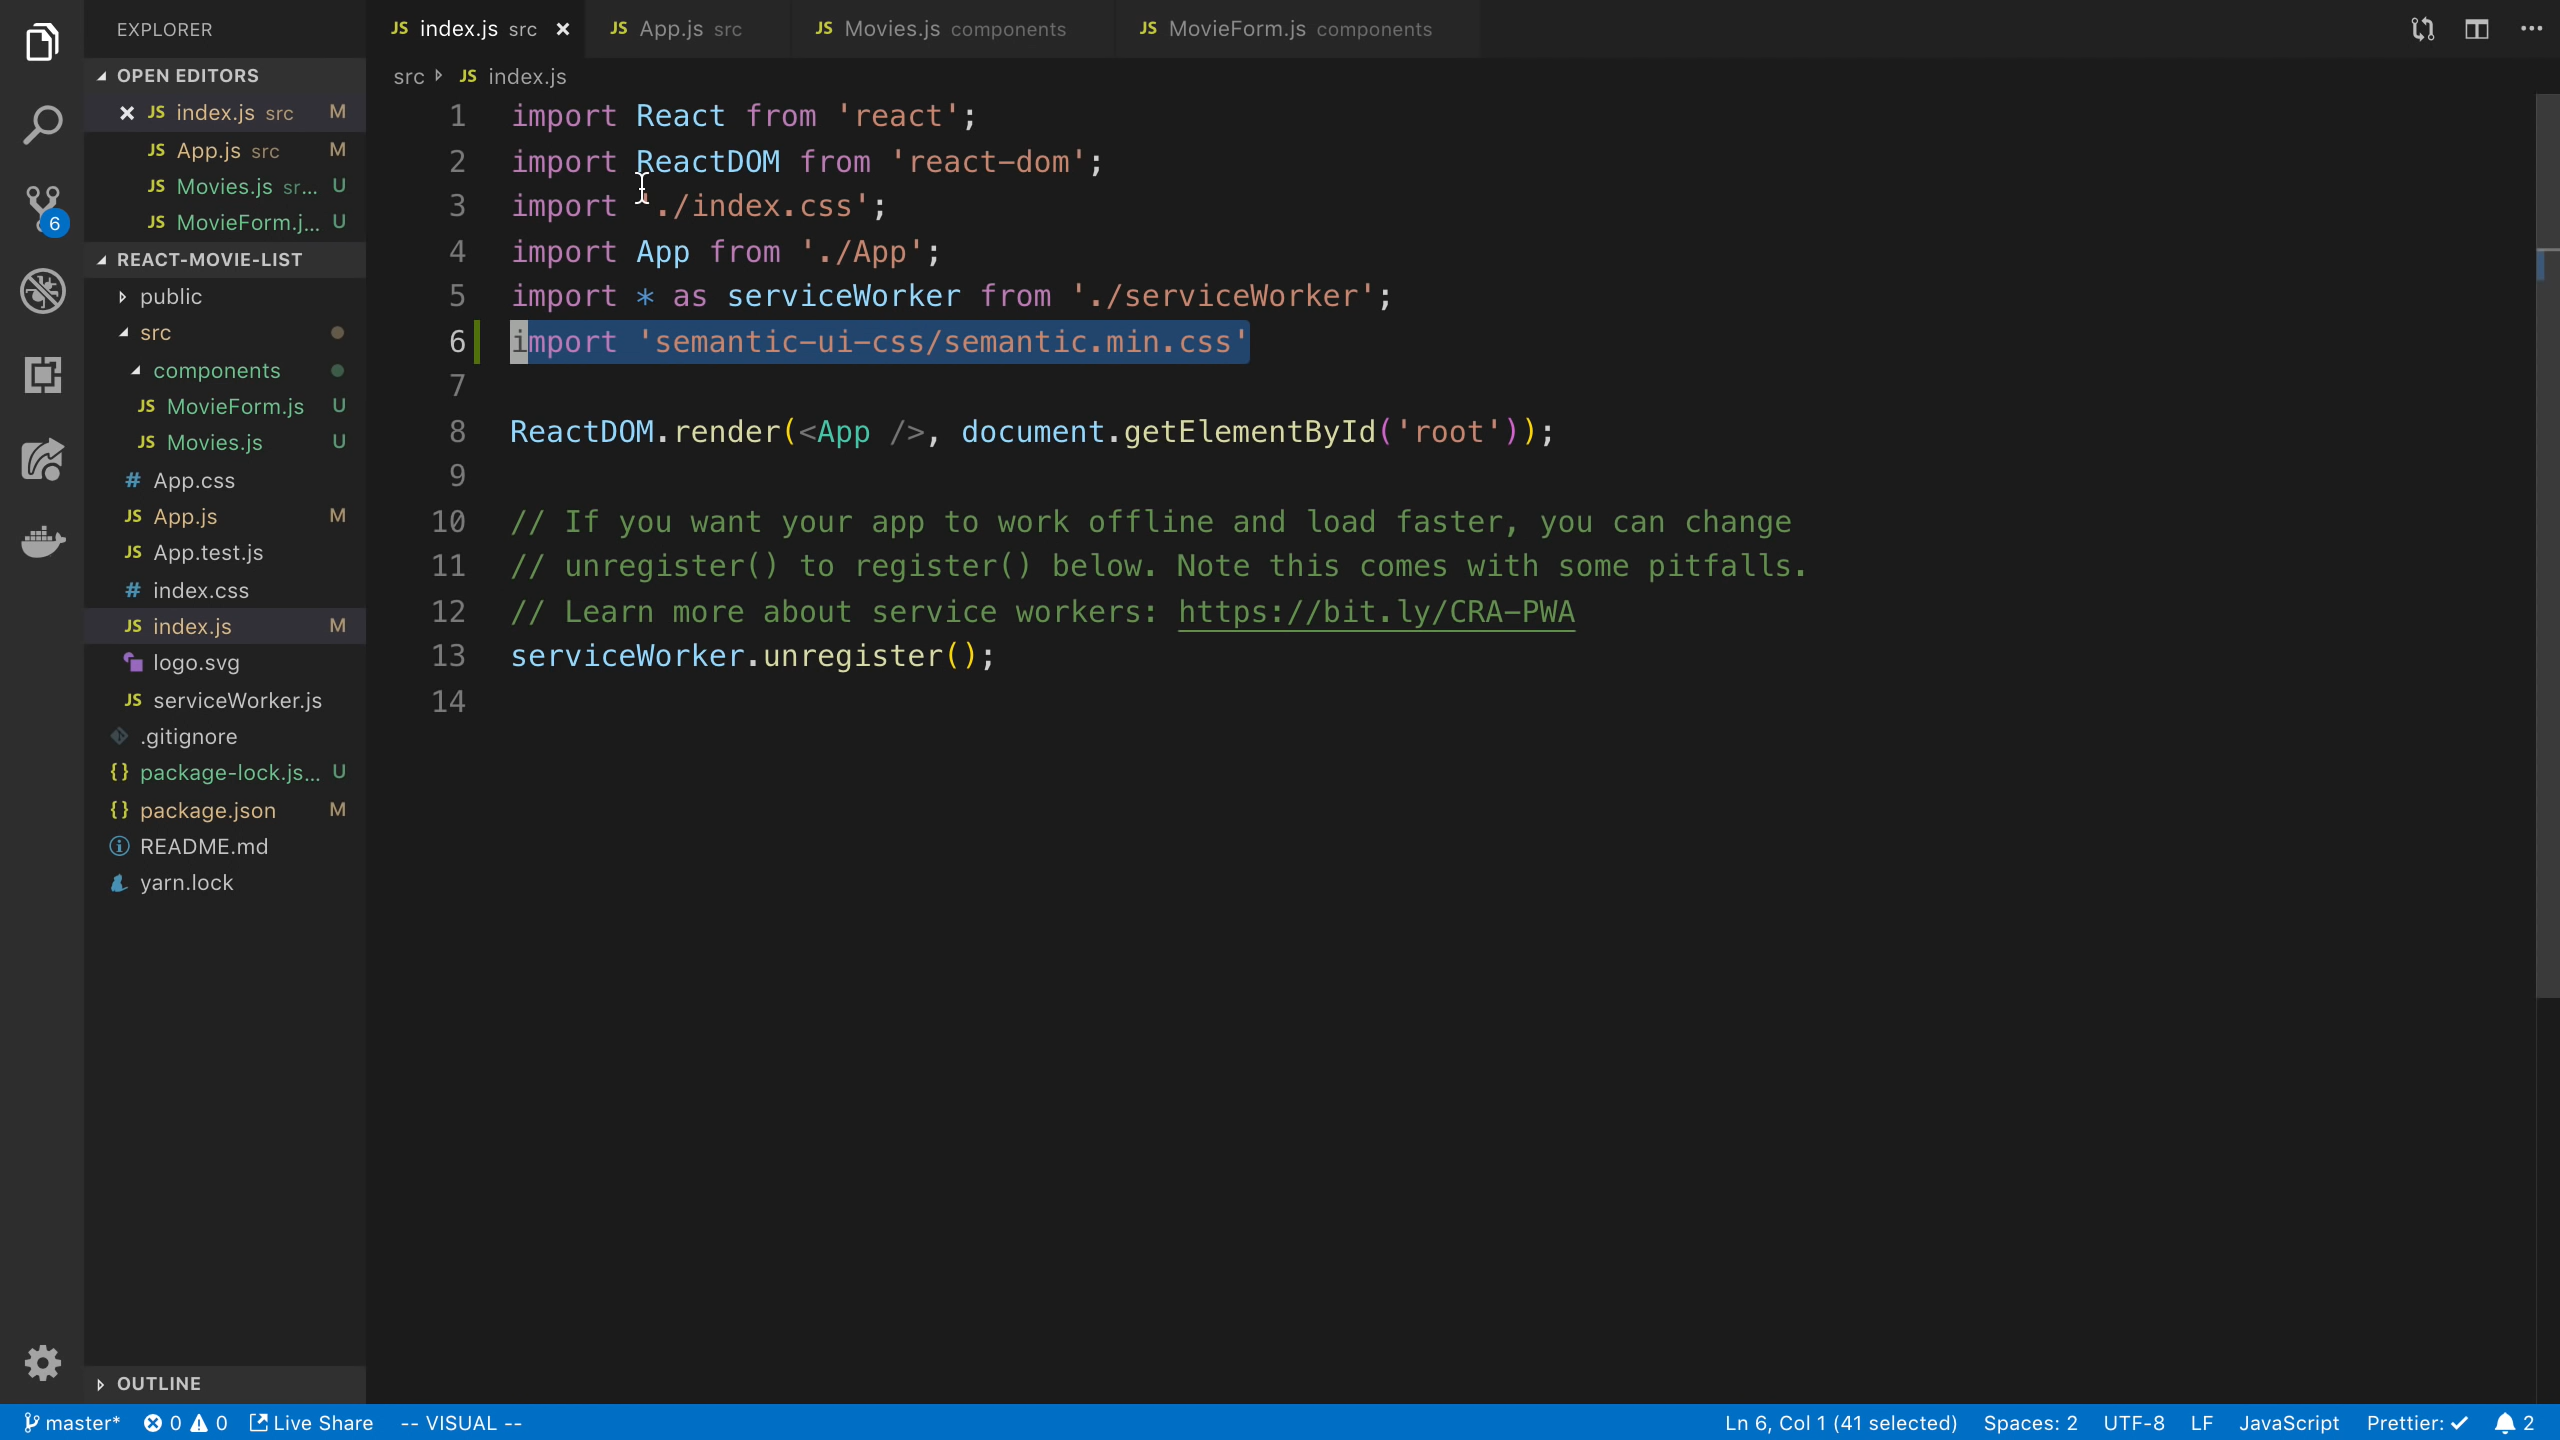 EXPLORER
OPEN EDITORS
JS index.js src M
JS App.js src M
JS Movies.js sr... U
JS MovieForm.j... U
REACT-MOVIE-LIST
public
src
components
JS MovieForm.js U
JS Movies.js U
# App.css
JS App.js M
JS App.test.js
# index.css
JS index.js M
logo.svg
JS serviceWorker.js
.gitignore
{} package-lock.js... U
{} package.json M
README.md
yarn.lock
OUTLINE
6
JS index.js src JS App.js src JS Movies.js components JS MovieForm.js components
src JS index.js
1 import React from 'react';
2 import ReactDOM from 'react-dom';
3 import './index.css';
4 import App from './App';
5 import * as serviceWorker from './serviceWorker';
6 import 'semantic-ui-css/semantic.min.css'
7
8 ReactDOM.render(<App />, document.getElementById('root'));
9
10 // If you want your app to work offline and load faster, you can change
11 // unregister() to register() below. Note this comes with some pitfalls.
12 // Learn more about service workers: https://bit.ly/CRA-PWA
13 serviceWorker.unregister();
14
master* 0 0 Live Share -- VISUAL -- Ln 6, Col 1 (41 selected) Spaces: 2 UTF-8 LF JavaScript Prettier: ✓ 2